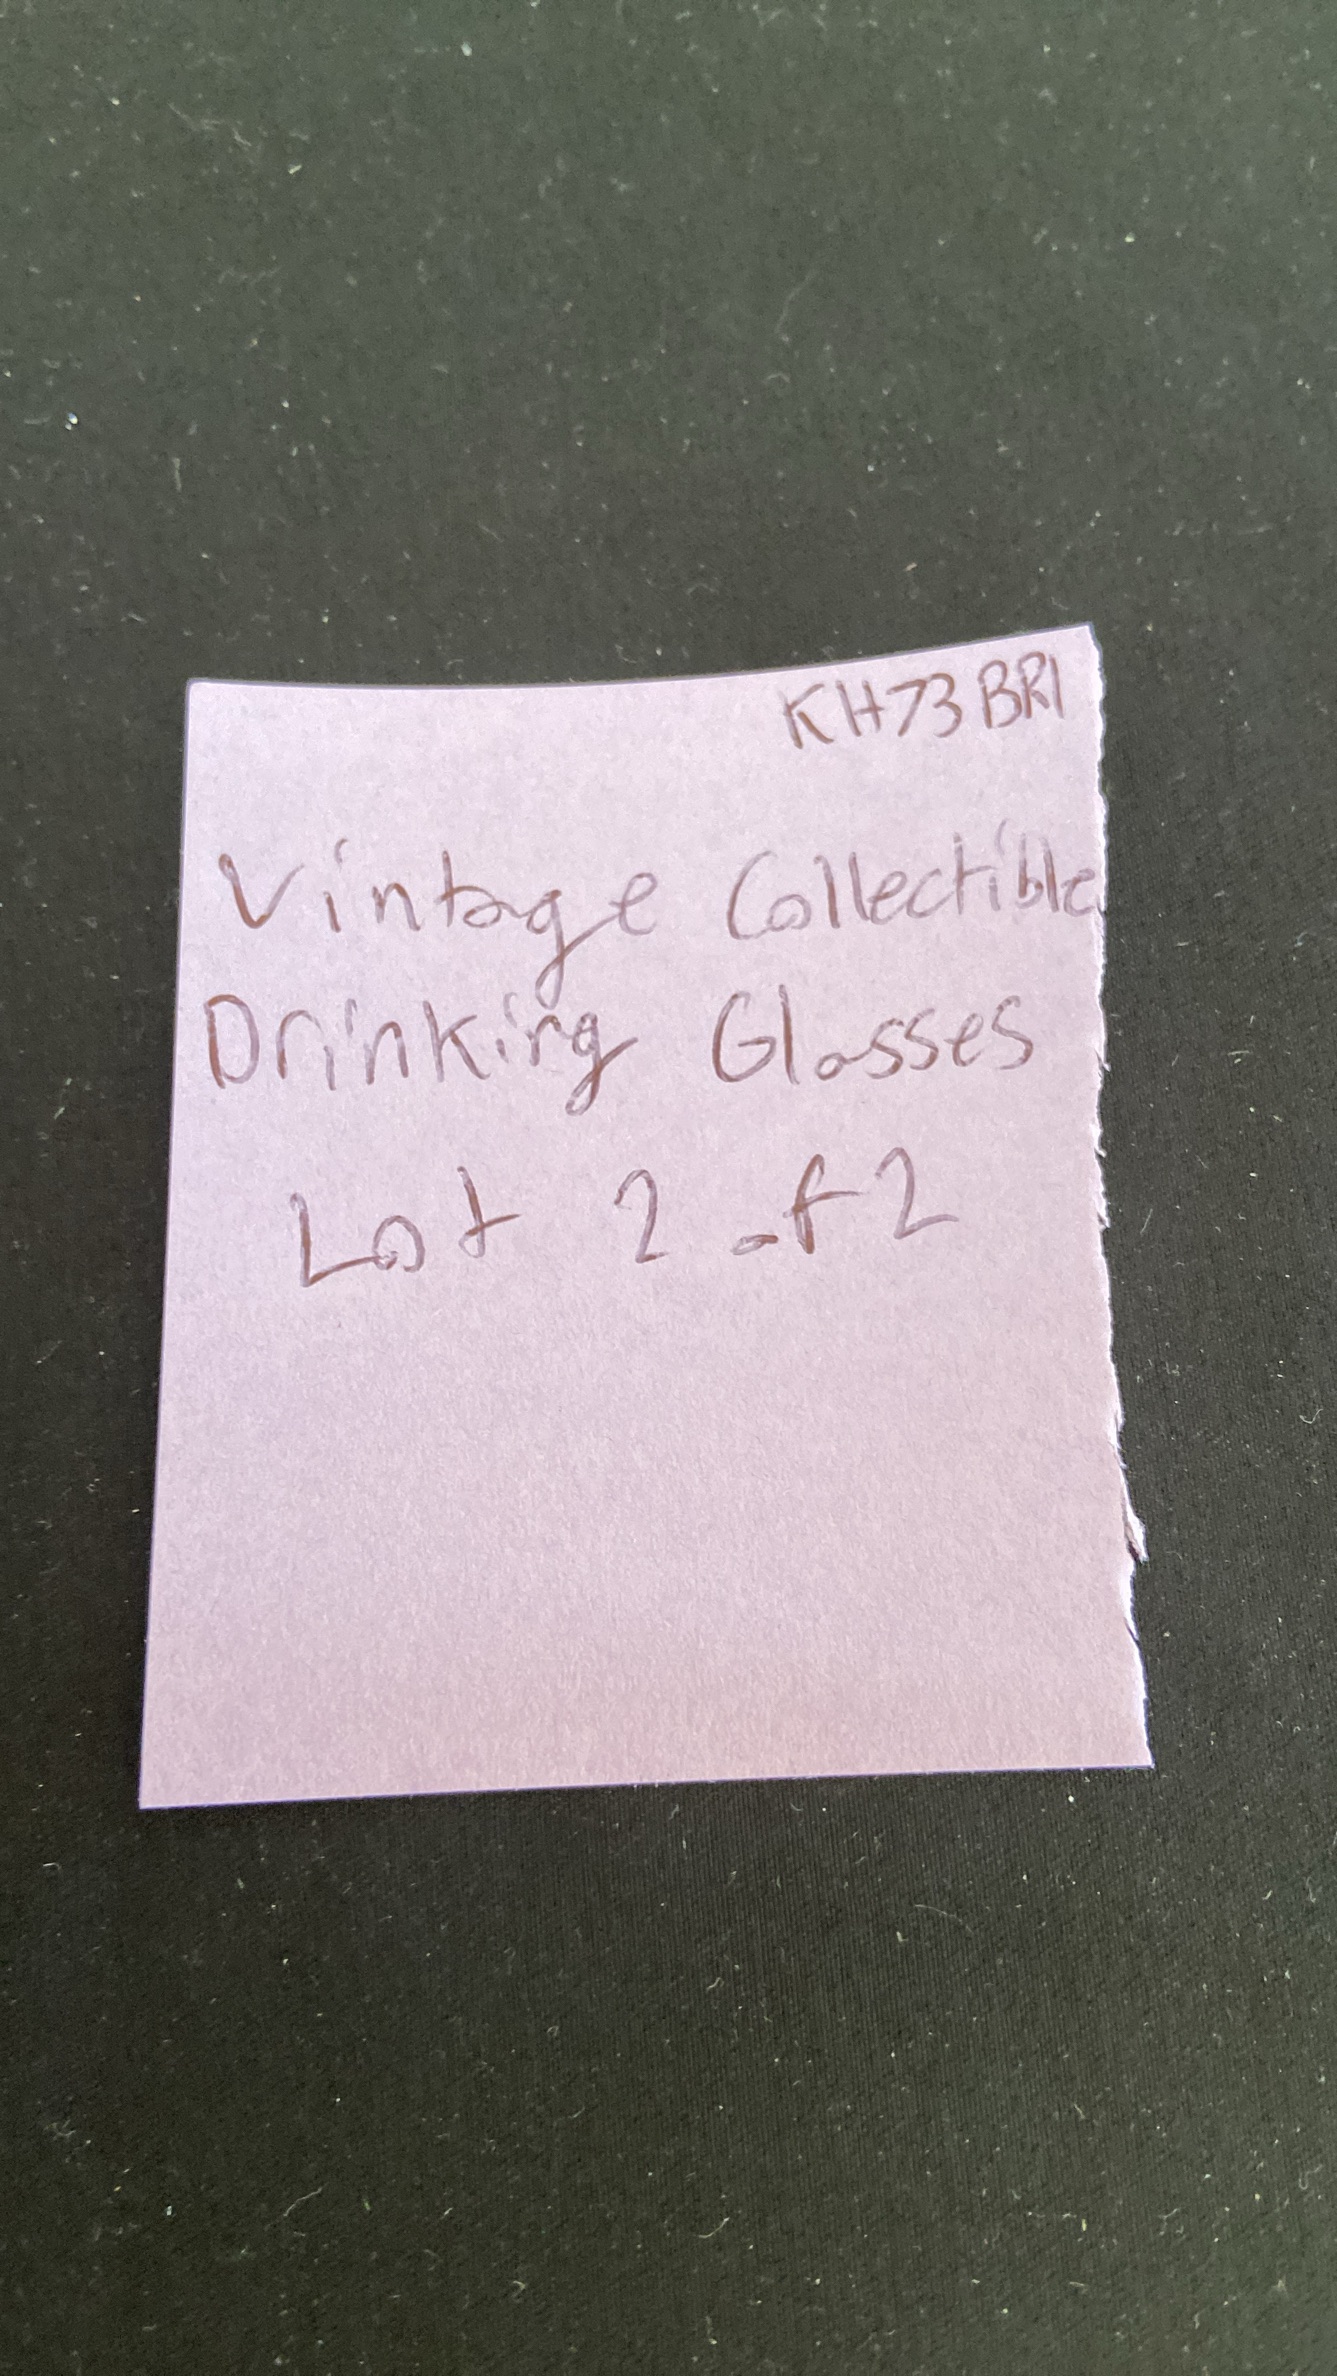 KH73BRI
Vintage Collectible
Drinking Glasses
Lot 2 of 2